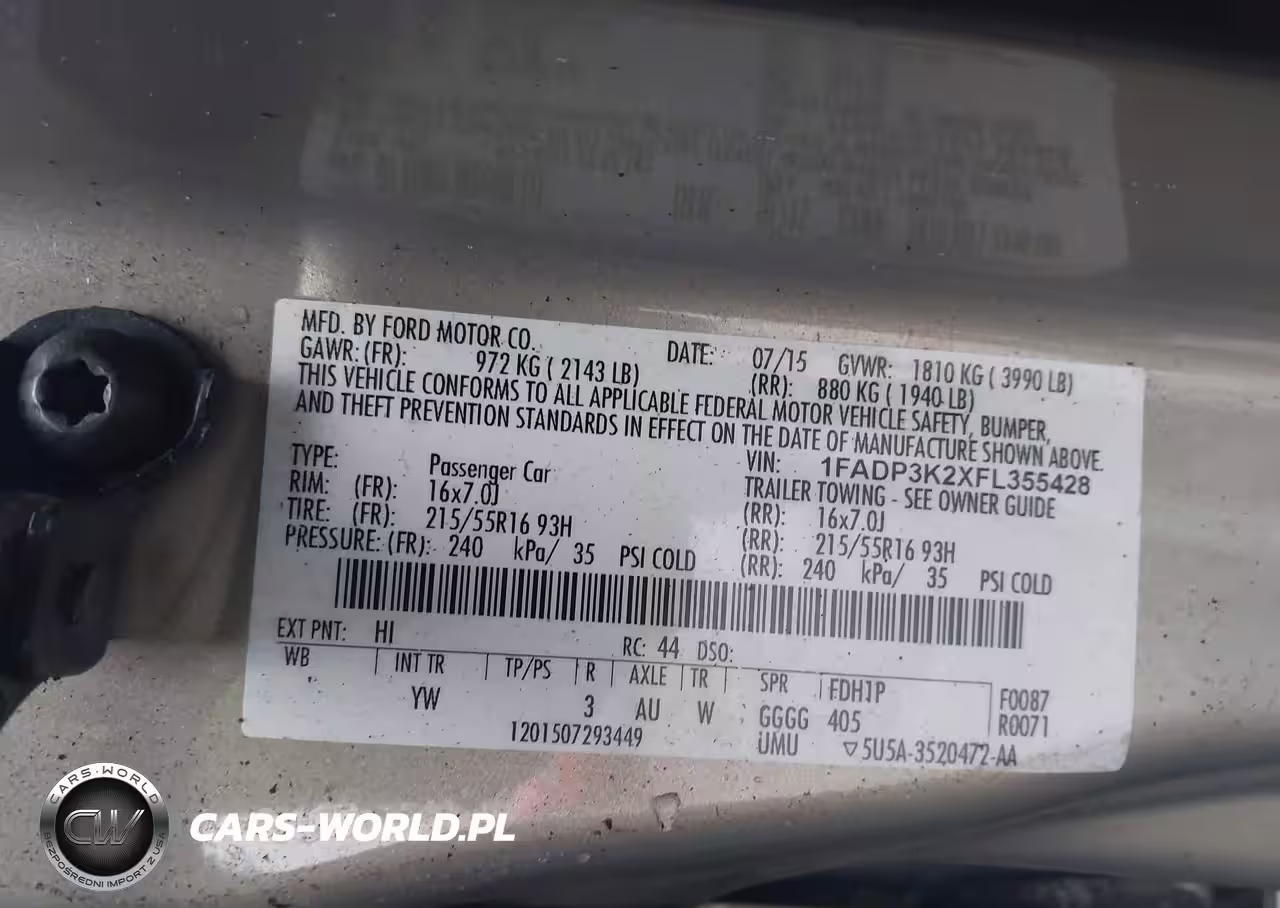 MFD. BY FORD MOTOR CO.
DATE: 07/15 GVWR: 1810 KG ( 3990 LB)
GAWR: (FR): 972 KG ( 2143 LB) (RR): 880 KG ( 1940 LB)
THIS VEHICLE CONFORMS TO ALL APPLICABLE FEDERAL MOTOR VEHICLE SAFETY, BUMPER,
AND THEFT PREVENTION STANDARDS IN EFFECT ON THE DATE OF MANUFACTURE SHOWN ABOVE.
VIN: 1FADP3K2XFL355428
TYPE: Passenger Car TRAILER TOWING - SEE OWNER GUIDE
RIM: (FR): 16x7.0J (RR): 16x7.0J
TIRE: (FR): 215/55R16 93H (RR): 215/55R16 93H
PRESSURE: (FR): 240 kPa/ 35 PSI COLD (RR): 240 kPa/ 35 PSI COLD
EXT PNT: HI RC: 44 DSO:
WB INT TR TP/PS R AXLE TR SPR FDH1P F0087
YW 3 AU W GGGG 405 R0071
1201507293449 UMU ▽5U5A-3520472-AA
CARS-WORLD
CW
BEZPOŚREDNI IMPORT Z USA
CARS-WORLD.PL